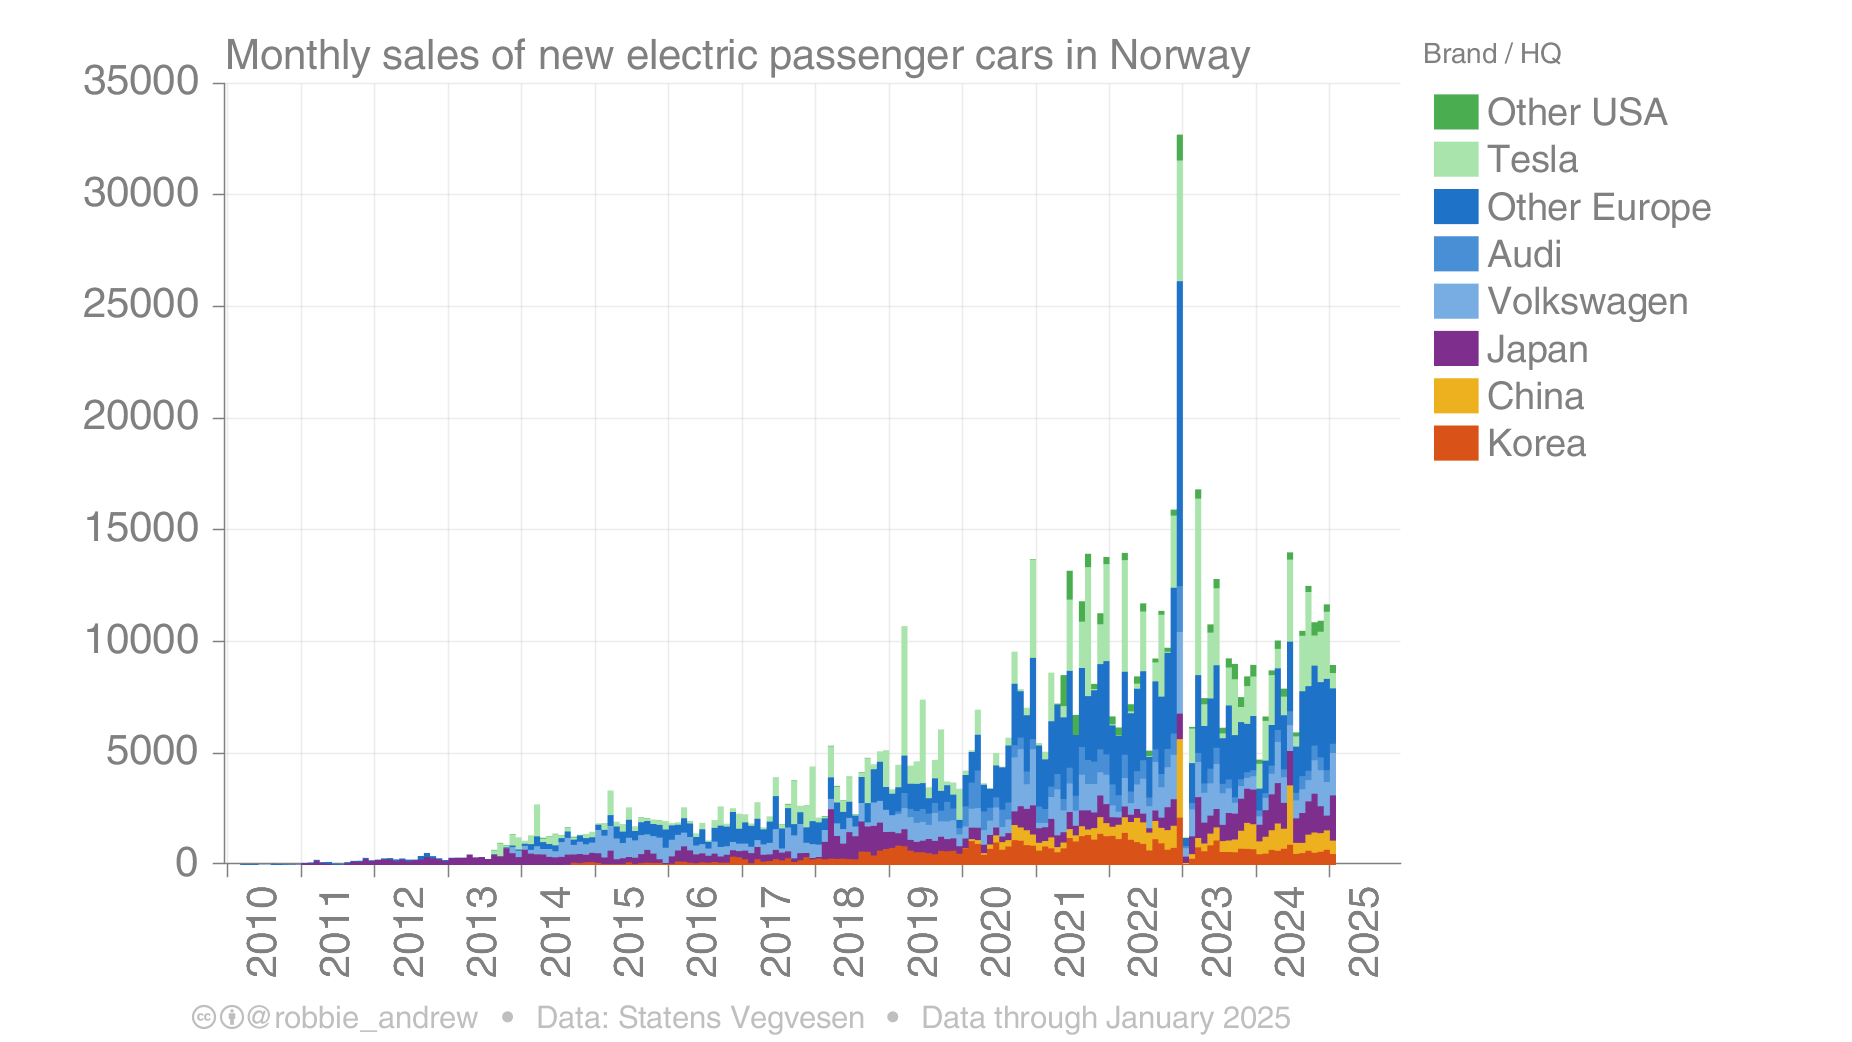 Monthly sales of new electric passenger cars in Norway
Brand / HQ
Other USA
Tesla
Other Europe
Audi
Volkswagen
Japan
China
Korea
35000
30000
25000
20000
15000
10000
5000
0
2010
2011
2012
2013
2014
2015
2016
2017
2018
2019
2020
2021
2022
2023
2024
2025
cc @robbie_andrew • Data: Statens Vegvesen • Data through January 2025